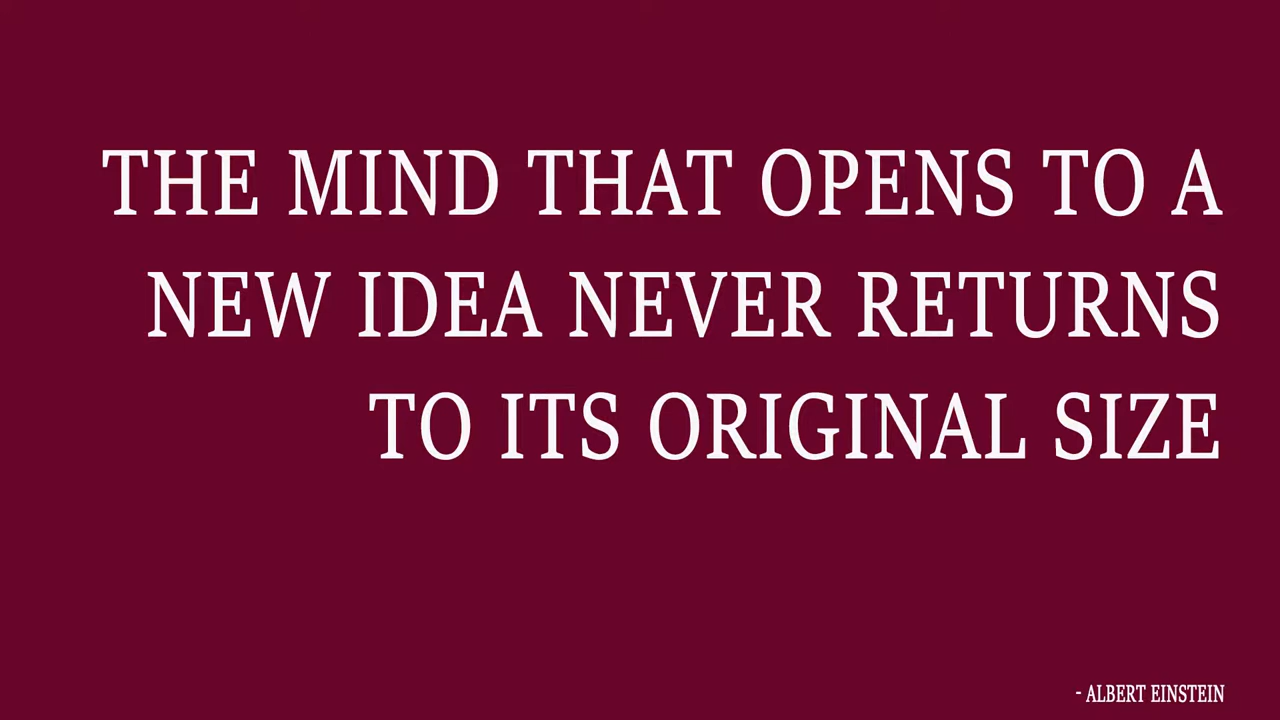 THE MIND THAT OPENS TO A
NEW IDEA NEVER RETURNS
TO ITS ORIGINAL SIZE
- ALBERT EINSTEIN